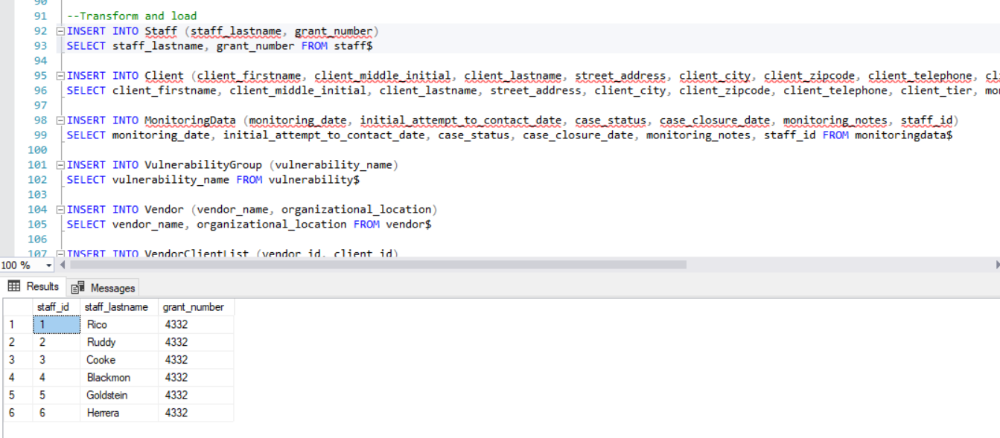 90
91 --Transform and load
92 INSERT INTO Staff (staff_lastname, grant_number)
93 SELECT staff_lastname, grant_number FROM staff$
94
95 INSERT INTO Client (client_firstname, client_middle_initial, client_lastname, street_address, client_city, client_zipcode, client_telephone, cl
96 SELECT client_firstname, client_middle_initial, client_lastname, street_address, client_city, client_zipcode, client_telephone, client_tier, mo
97
98 INSERT INTO MonitoringData (monitoring_date, initial_attempt_to_contact_date, case_status, case_closure_date, monitoring_notes, staff_id)
99 SELECT monitoring_date, initial_attempt_to_contact_date, case_status, case_closure_date, monitoring_notes, staff_id FROM monitoringdata$
100
101 INSERT INTO VulnerabilityGroup (vulnerability_name)
102 SELECT vulnerability_name FROM vulnerability$
103
104 INSERT INTO Vendor (vendor_name, organizational_location)
105 SELECT vendor_name, organizational_location FROM vendor$
106
107 INSERT INTO VendorClientList (vendor_id, client_id)
100 %
Results Messages
staff_id staff_lastname grant_number
1 1 Rico 4332
2 2 Ruddy 4332
3 3 Cooke 4332
4 4 Blackmon 4332
5 5 Goldstein 4332
6 6 Herrera 4332